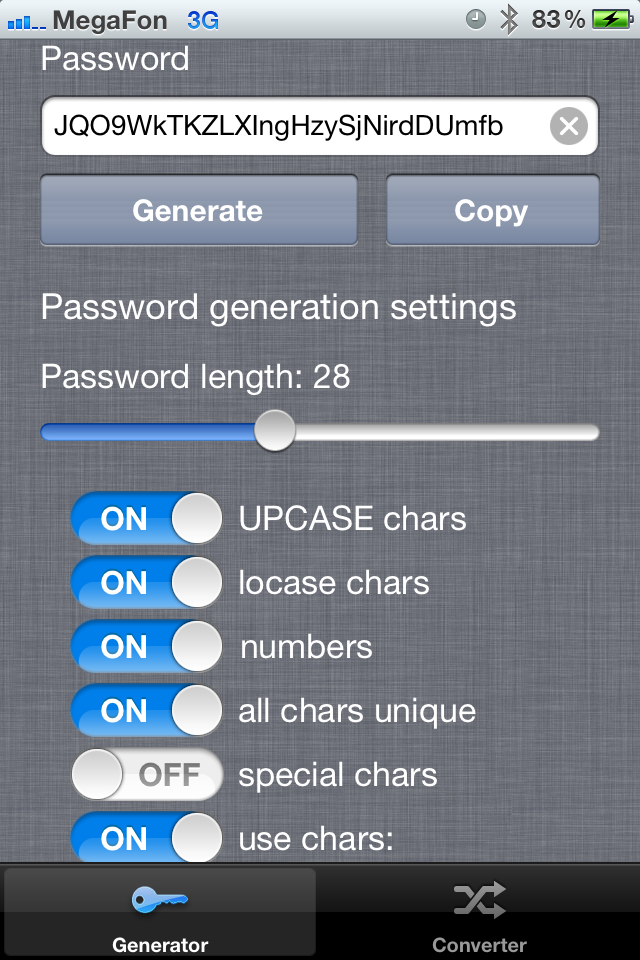 MegaFon 3G 83%
Password
JQO9WkTKZLXIngHzySjNirdDUmfb
Generate Copy
Password generation settings
Password length: 28
ON UPCASE chars
ON locase chars
ON numbers
ON all chars unique
OFF special chars
ON use chars:
Generator Converter